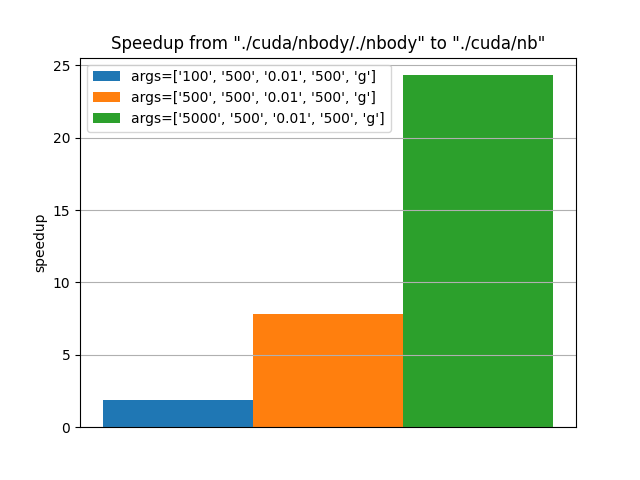 Speedup from "./cuda/nbody/./nbody" to "./cuda/nb"
args=['100', '500', '0.01', '500', 'g']
args=['500', '500', '0.01', '500', 'g']
args=['5000', '500', '0.01', '500', 'g']
speedup
25
20
15
10
5
0